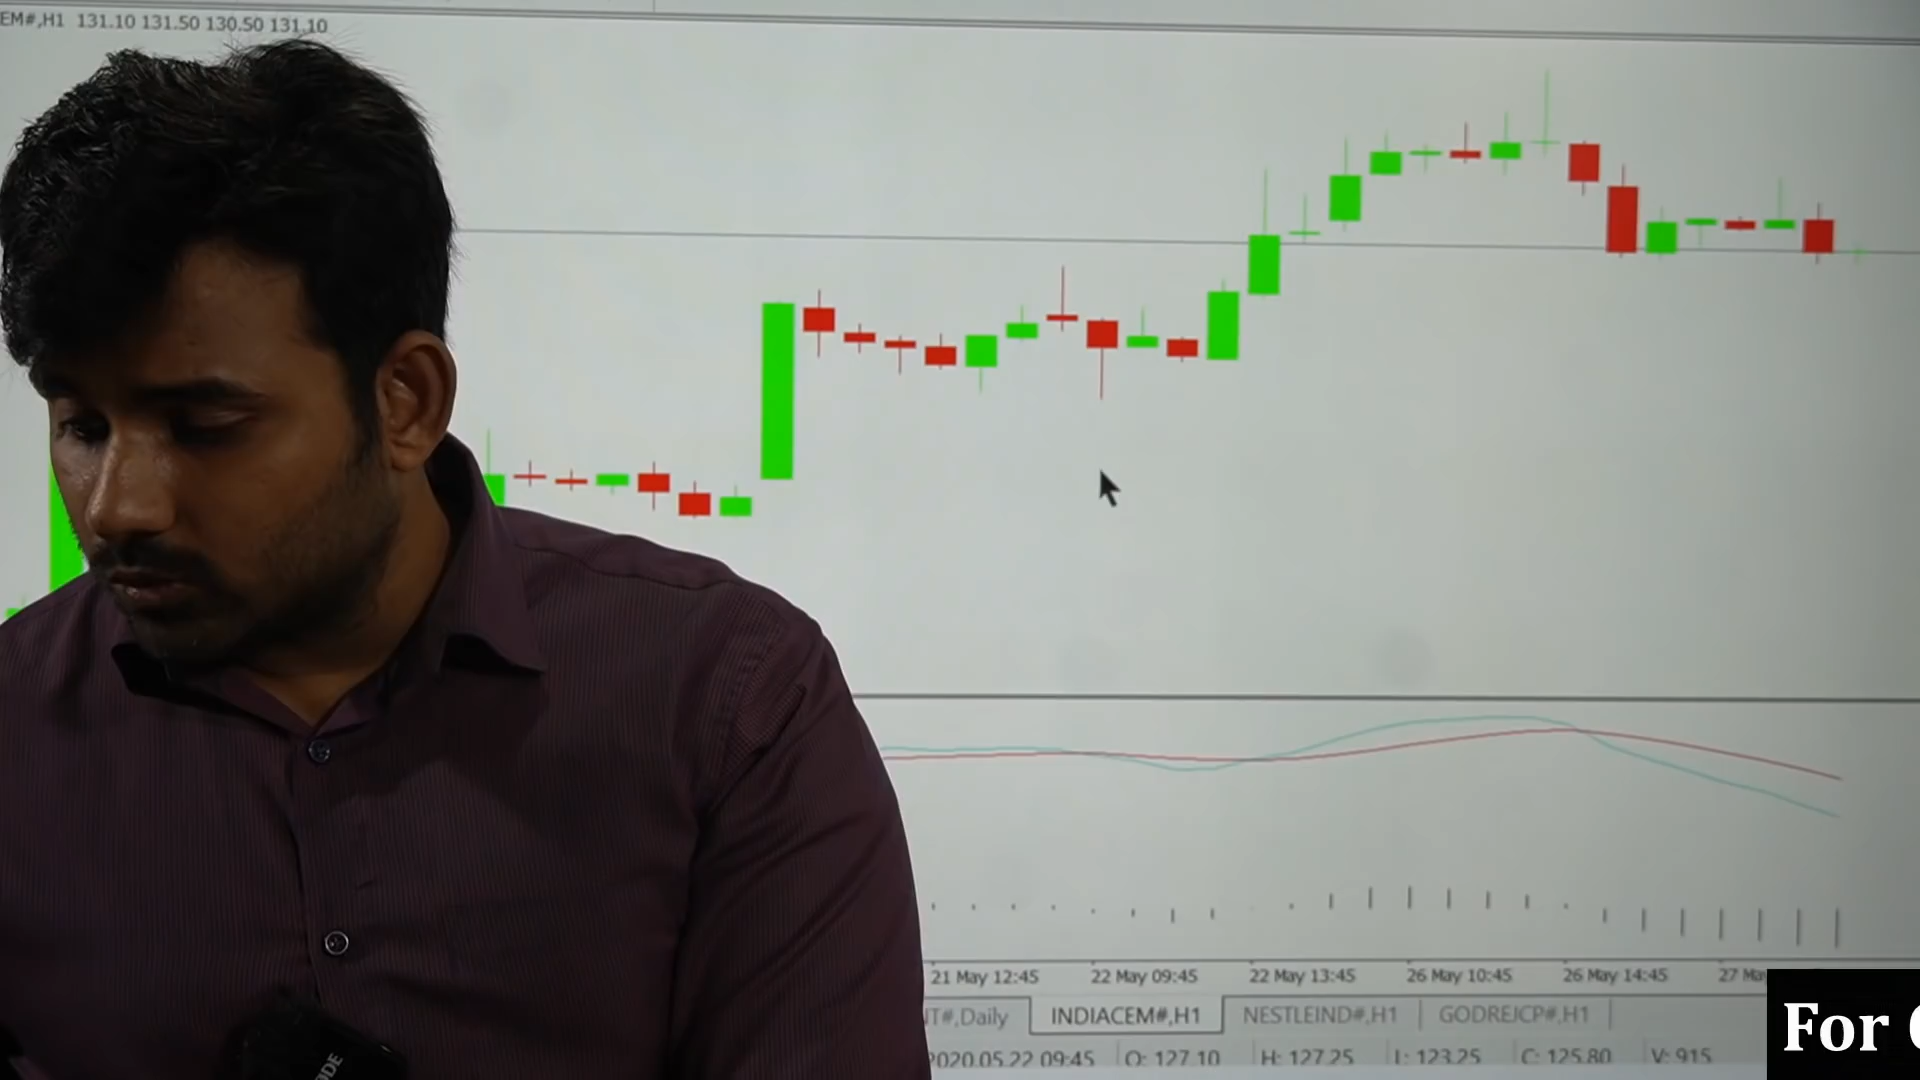 EM#,H1 131.10 131.50 130.50 131.10
21 May 12:45 22 May 09:45 22 May 13:45 26 May 10:45 26 May 14:45 27 May
#,Daily INDIACEM#,H1 NESTLEIND#,H1 GODREJCP#,H1
2020.05.22 09:45 O: 127.10 H: 127.25 L: 123.25 C: 125.80 V: 915
For
ODE